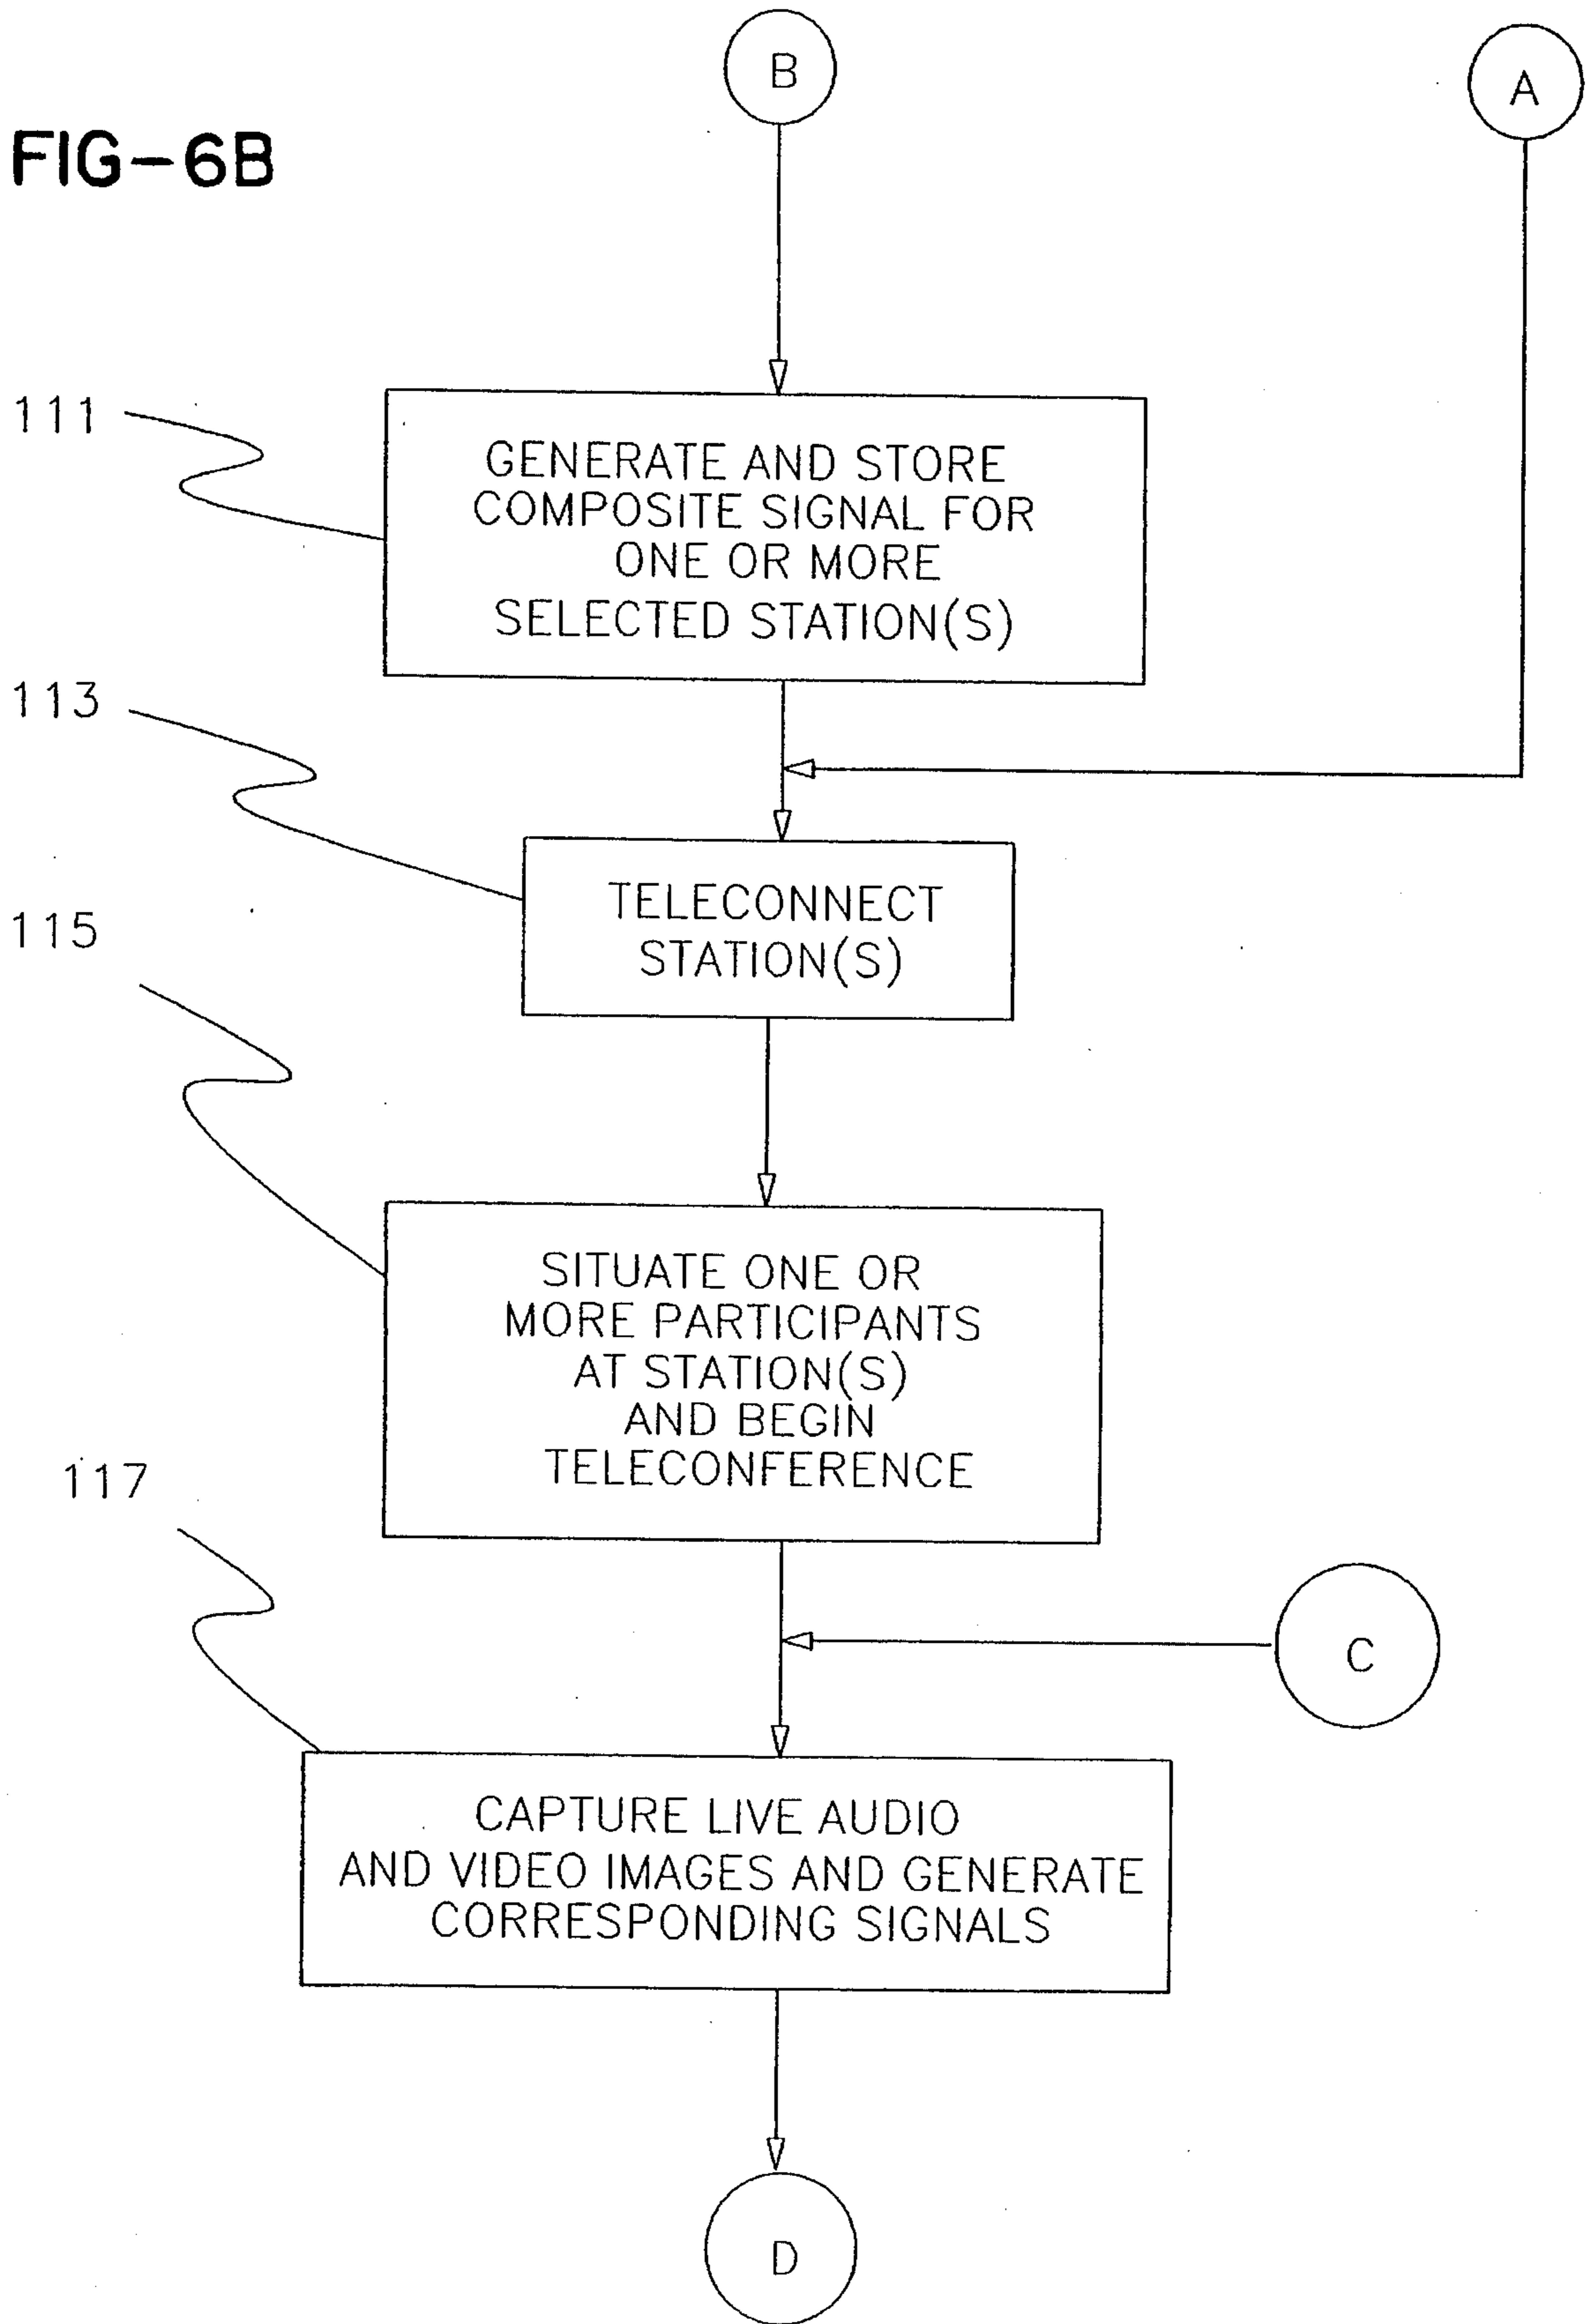 B
A
FIG-6B
111
GENERATE AND STORE
COMPOSITE SIGNAL FOR
ONE OR MORE
SELECTED STATION(S)
113
TELECONNECT
STATION(S)
115
SITUATE ONE OR
MORE PARTICIPANTS
AT STATION(S)
AND BEGIN
TELECONFERENCE
117
C
CAPTURE LIVE AUDIO
AND VIDEO IMAGES AND GENERATE
CORRESPONDING SIGNALS
D